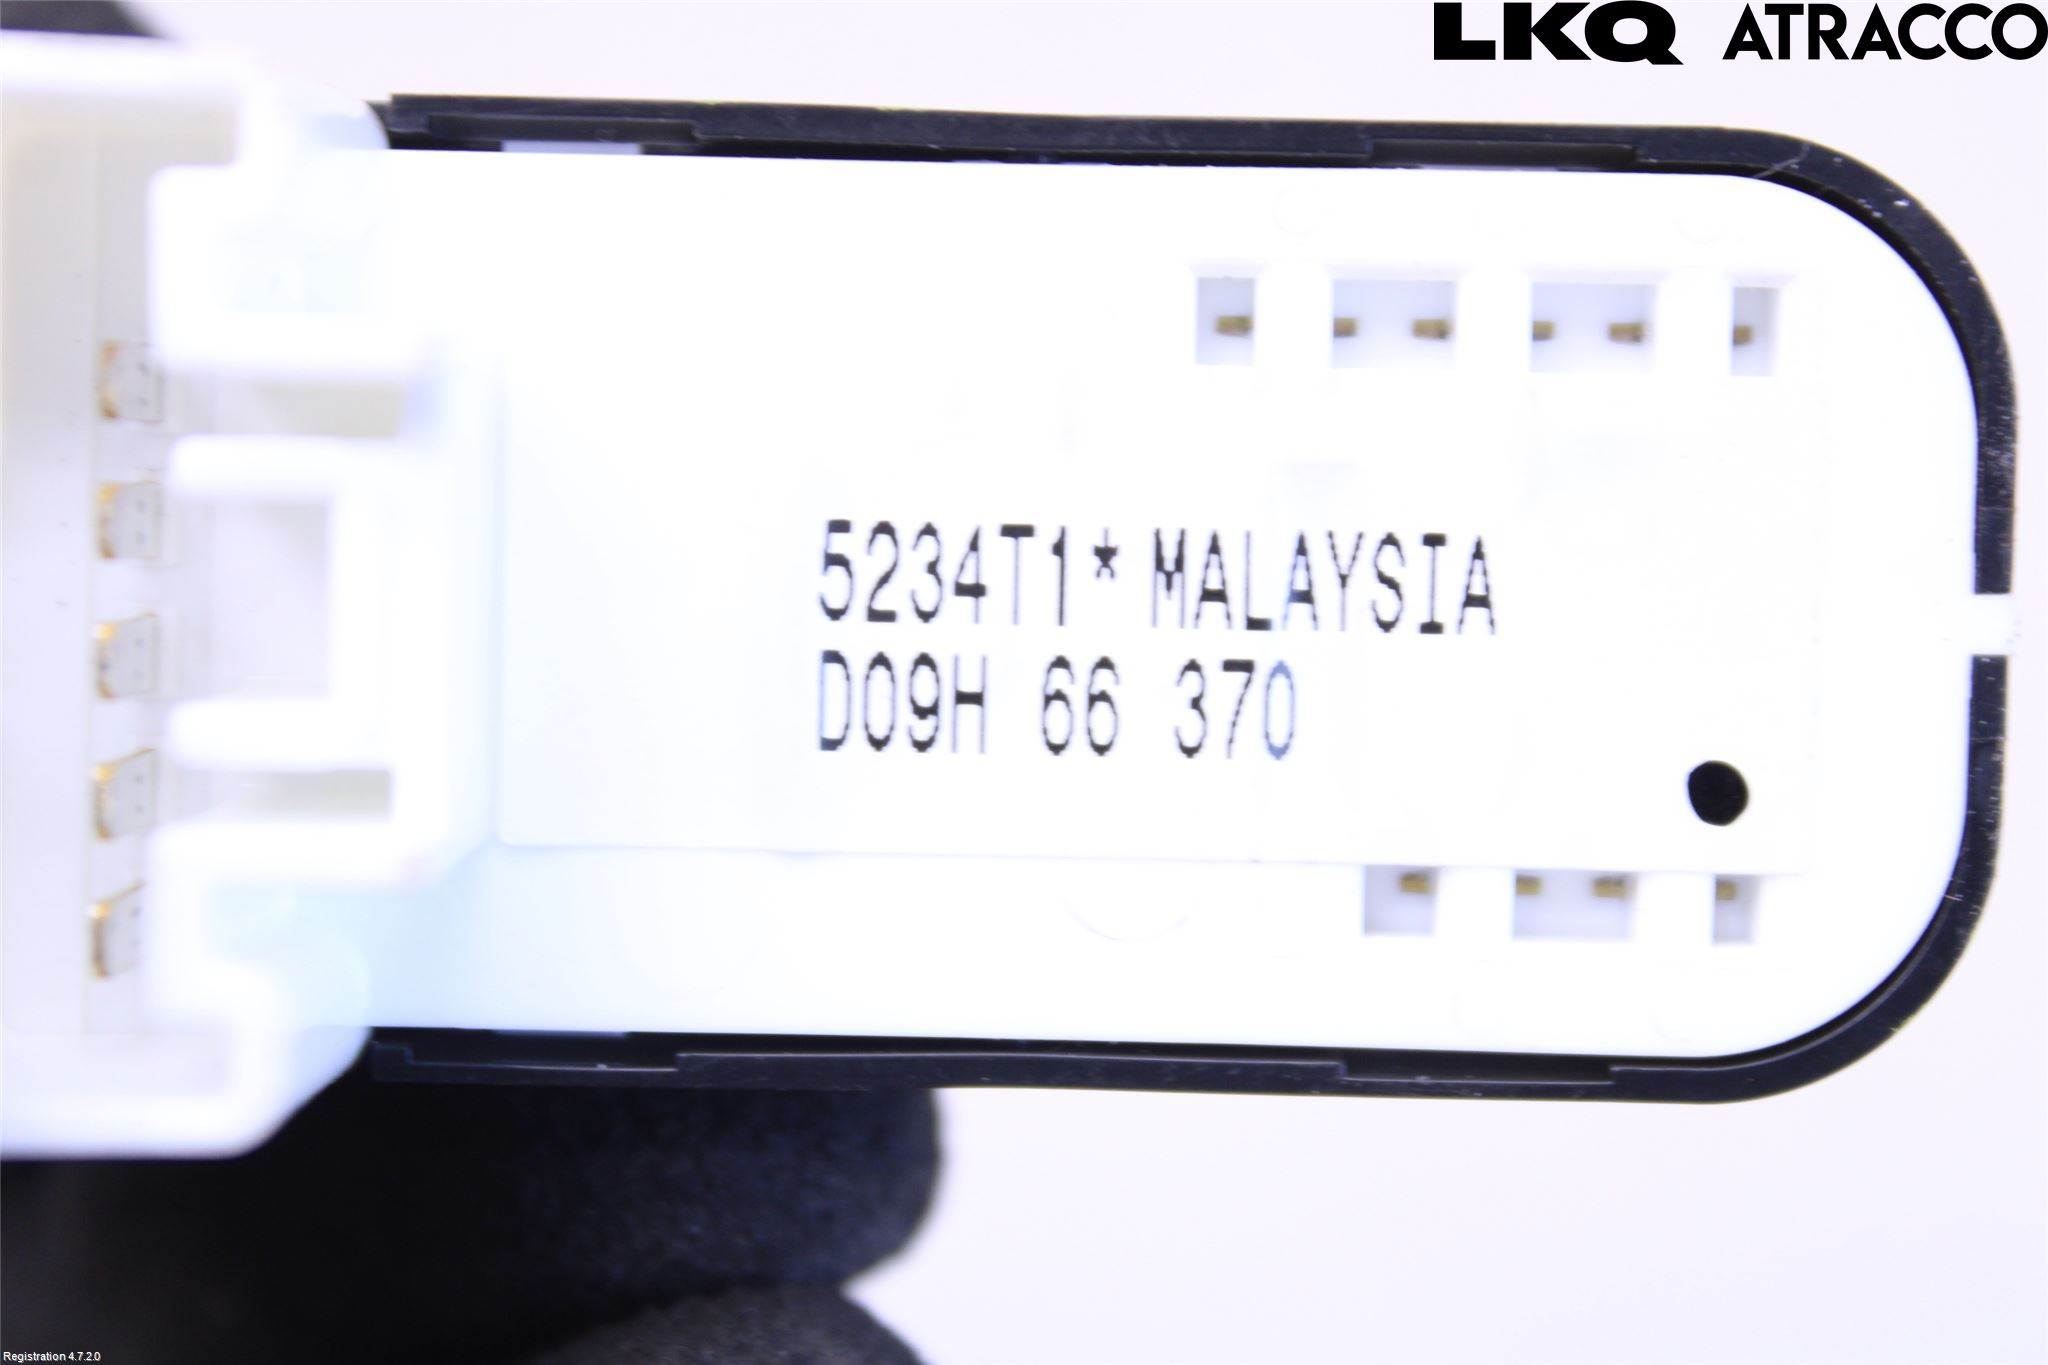 LKQ ATRACCO
5234T1* MALAYSIA
D09H 66 370
Registration 4.7.2.0